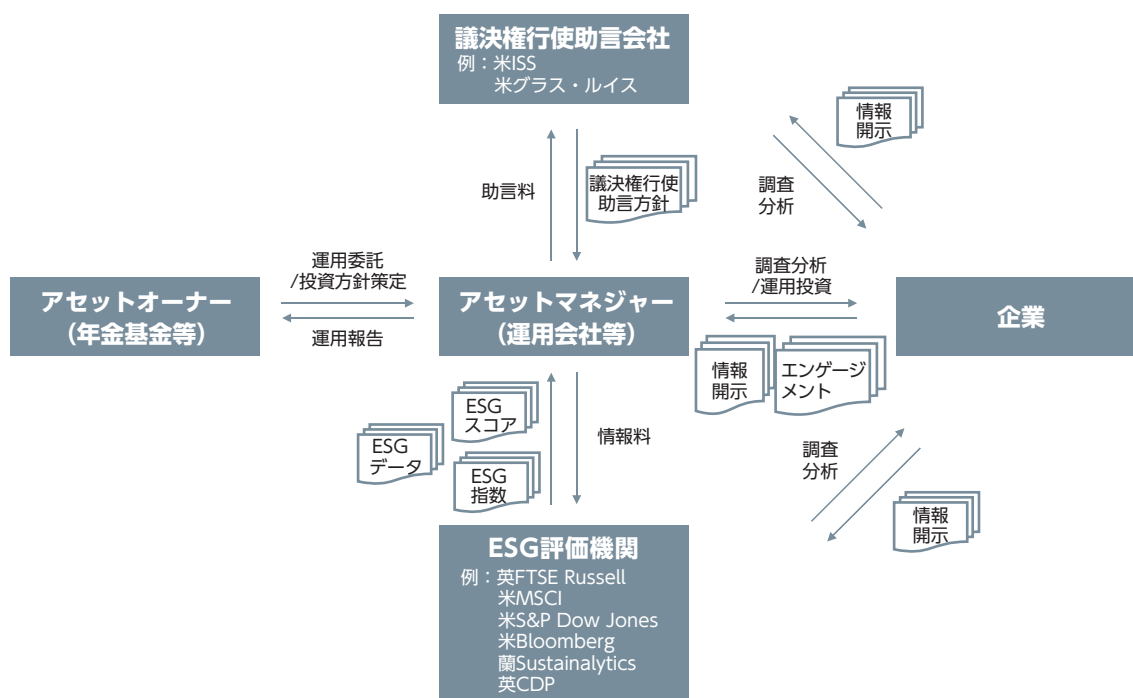 議決権行使助言会社
例：米ISS
米グラス・ルイス
情報
開示
助言料
議決権行使
助言方針
調査
分析
運用委託
/投資方針策定
調査分析
/運用投資
アセットオーナー
（年金基金等）
アセットマネジャー
（運用会社等）
企業
運用報告
情報
開示
エンゲージ
メント
ESG
スコア
ESG
データ
情報料
ESG
指数
調査
分析
情報
開示
ESG評価機関
例：英FTSE Russell
米MSCI
米S&P Dow Jones
米Bloomberg
蘭Sustainalytics
英CDP